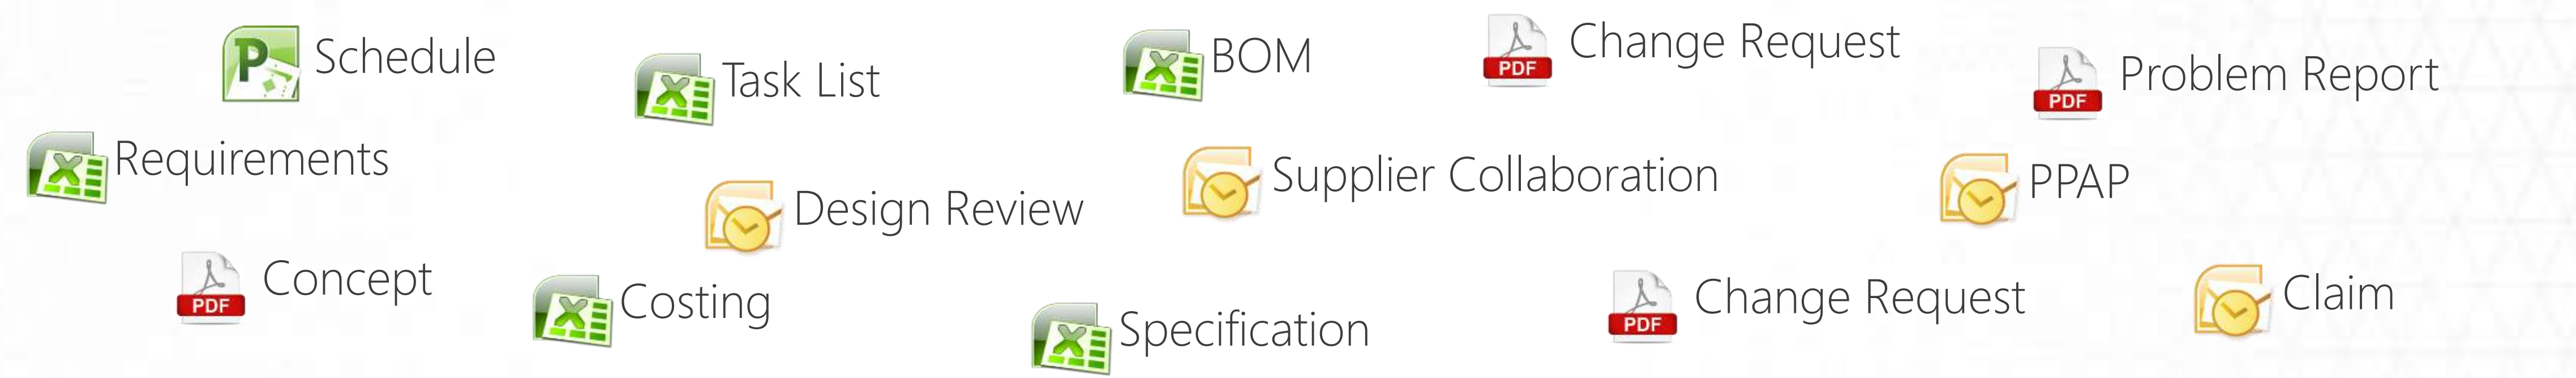 Schedule
Task List
BOM
Change Request
Problem Report
Requirements
Design Review
Supplier Collaboration
PPAP
PDF Concept
Costing
Specification
PDF Change Request
Claim
P
X
X
PDF
PDF
X
X
X